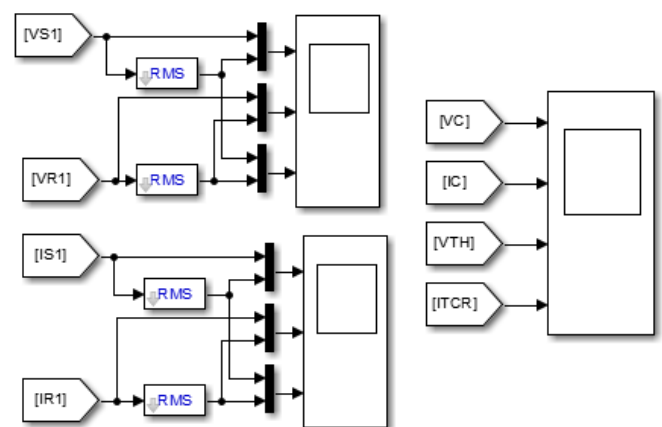 [VS1]
RMS
[VR1]
RMS
[IS1]
RMS
[IR1]
RMS
[VC]
[IC]
[VTH]
[ITCR]